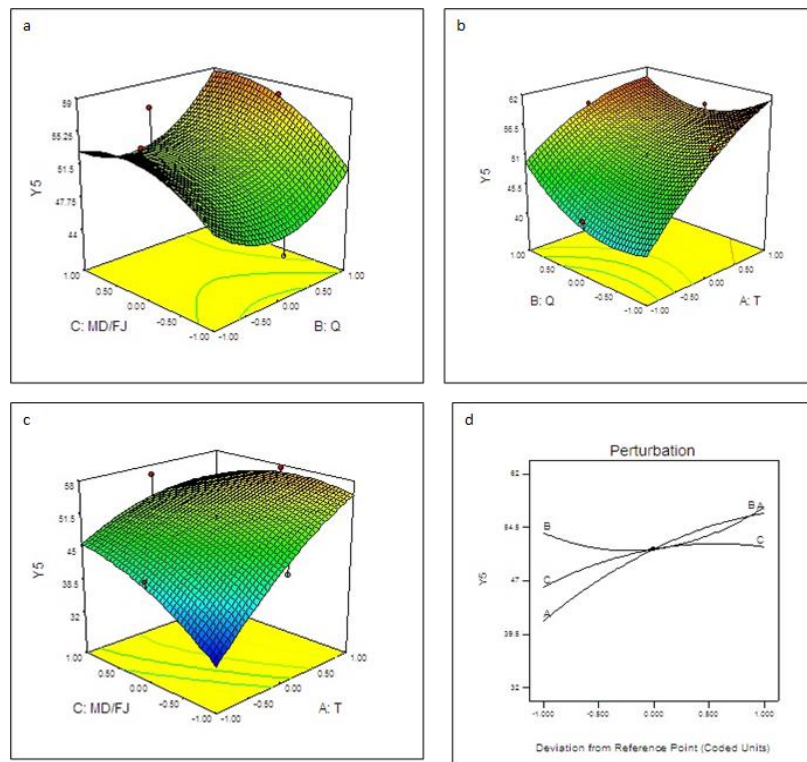 a
59
55.25
51.5
47.75
44
Y5
1.00
0.50
0.00
-0.50
-1.00
-1.00
-0.50
0.00
0.50
1.00
C: MD/FJ
B: Q
b
62
56.5
51
45.5
40
Y5
1.00
0.50
0.00
-0.50
-1.00
-1.00
-0.50
0.00
0.50
1.00
B: Q
A: T
c
58
51.5
45
38.5
32
Y5
1.00
0.50
0.00
-0.50
-1.00
-1.00
-0.50
0.00
0.50
1.00
C: MD/FJ
A: T
d
Perturbation
62
54.5
47
39.5
32
Y5
B
C
A
B A
C
-1.000
-0.500
0.000
0.500
1.000
Deviation from Reference Point (Coded Units)